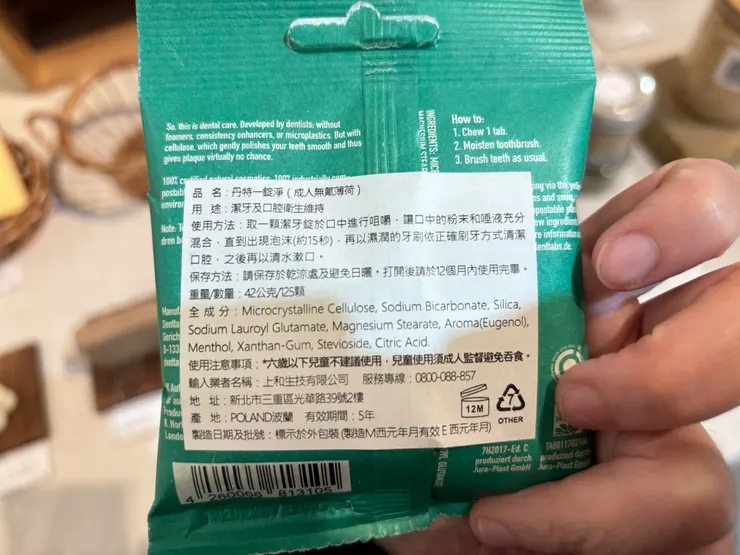 So, this is dental care. Developed by dentists: without
foamers, consistency enhancers, or microplastics. But with
cellulose, which gently polishes your teeth smooth and thus
gives plaque virtually no chance.
100% certified natural cosmetics, 100% industrially
How to:
1. Chew 1 tab.
2. Moisten toothbrush.
3. Brush teeth as usual.
INGREDIENTS:
MAGNESIUM
品 名：丹特一錠淨（成人無氟薄荷）
用 途：潔牙及口腔衛生維持
使用方法：取一顆潔牙錠於口中進行咀嚼，讓口中的粉末和唾液充分
混合，直到出現泡沫(約15秒)，再以濕潤的牙刷依正確刷牙方式清潔
口腔，之後再以清水漱口。
保存方法：請保存於乾涼處及避免日曬。打開後請於12個月內使用完畢。
重量/數量：42公克/125顆
全 成 分：Microcrystalline Cellulose, Sodium Bicarbonate, Silica,
Sodium Lauroyl Glutamate, Magnesium Stearate, Aroma(Eugenol),
Menthol, Xanthan-Gum, Stevioside, Citric Acid.
使用注意事項：*六歲以下兒童不建議使用，兒童使用須成人監督避免吞食。
輸入業者名稱：上和生技有限公司 服務專線：0800-088-857
地 址：新北市三重區光華路39號2樓
產 地：POLAND波蘭 有效期間：5年
製造日期及批號：標示於外包裝(製造M西元年月有效E西元年月)
12M
7
OTHER
4 260066 813105
7H2017-Ed. C
produziert durch
Jura-Plast GmbH
produziert durch
Jura-Plast GmbH